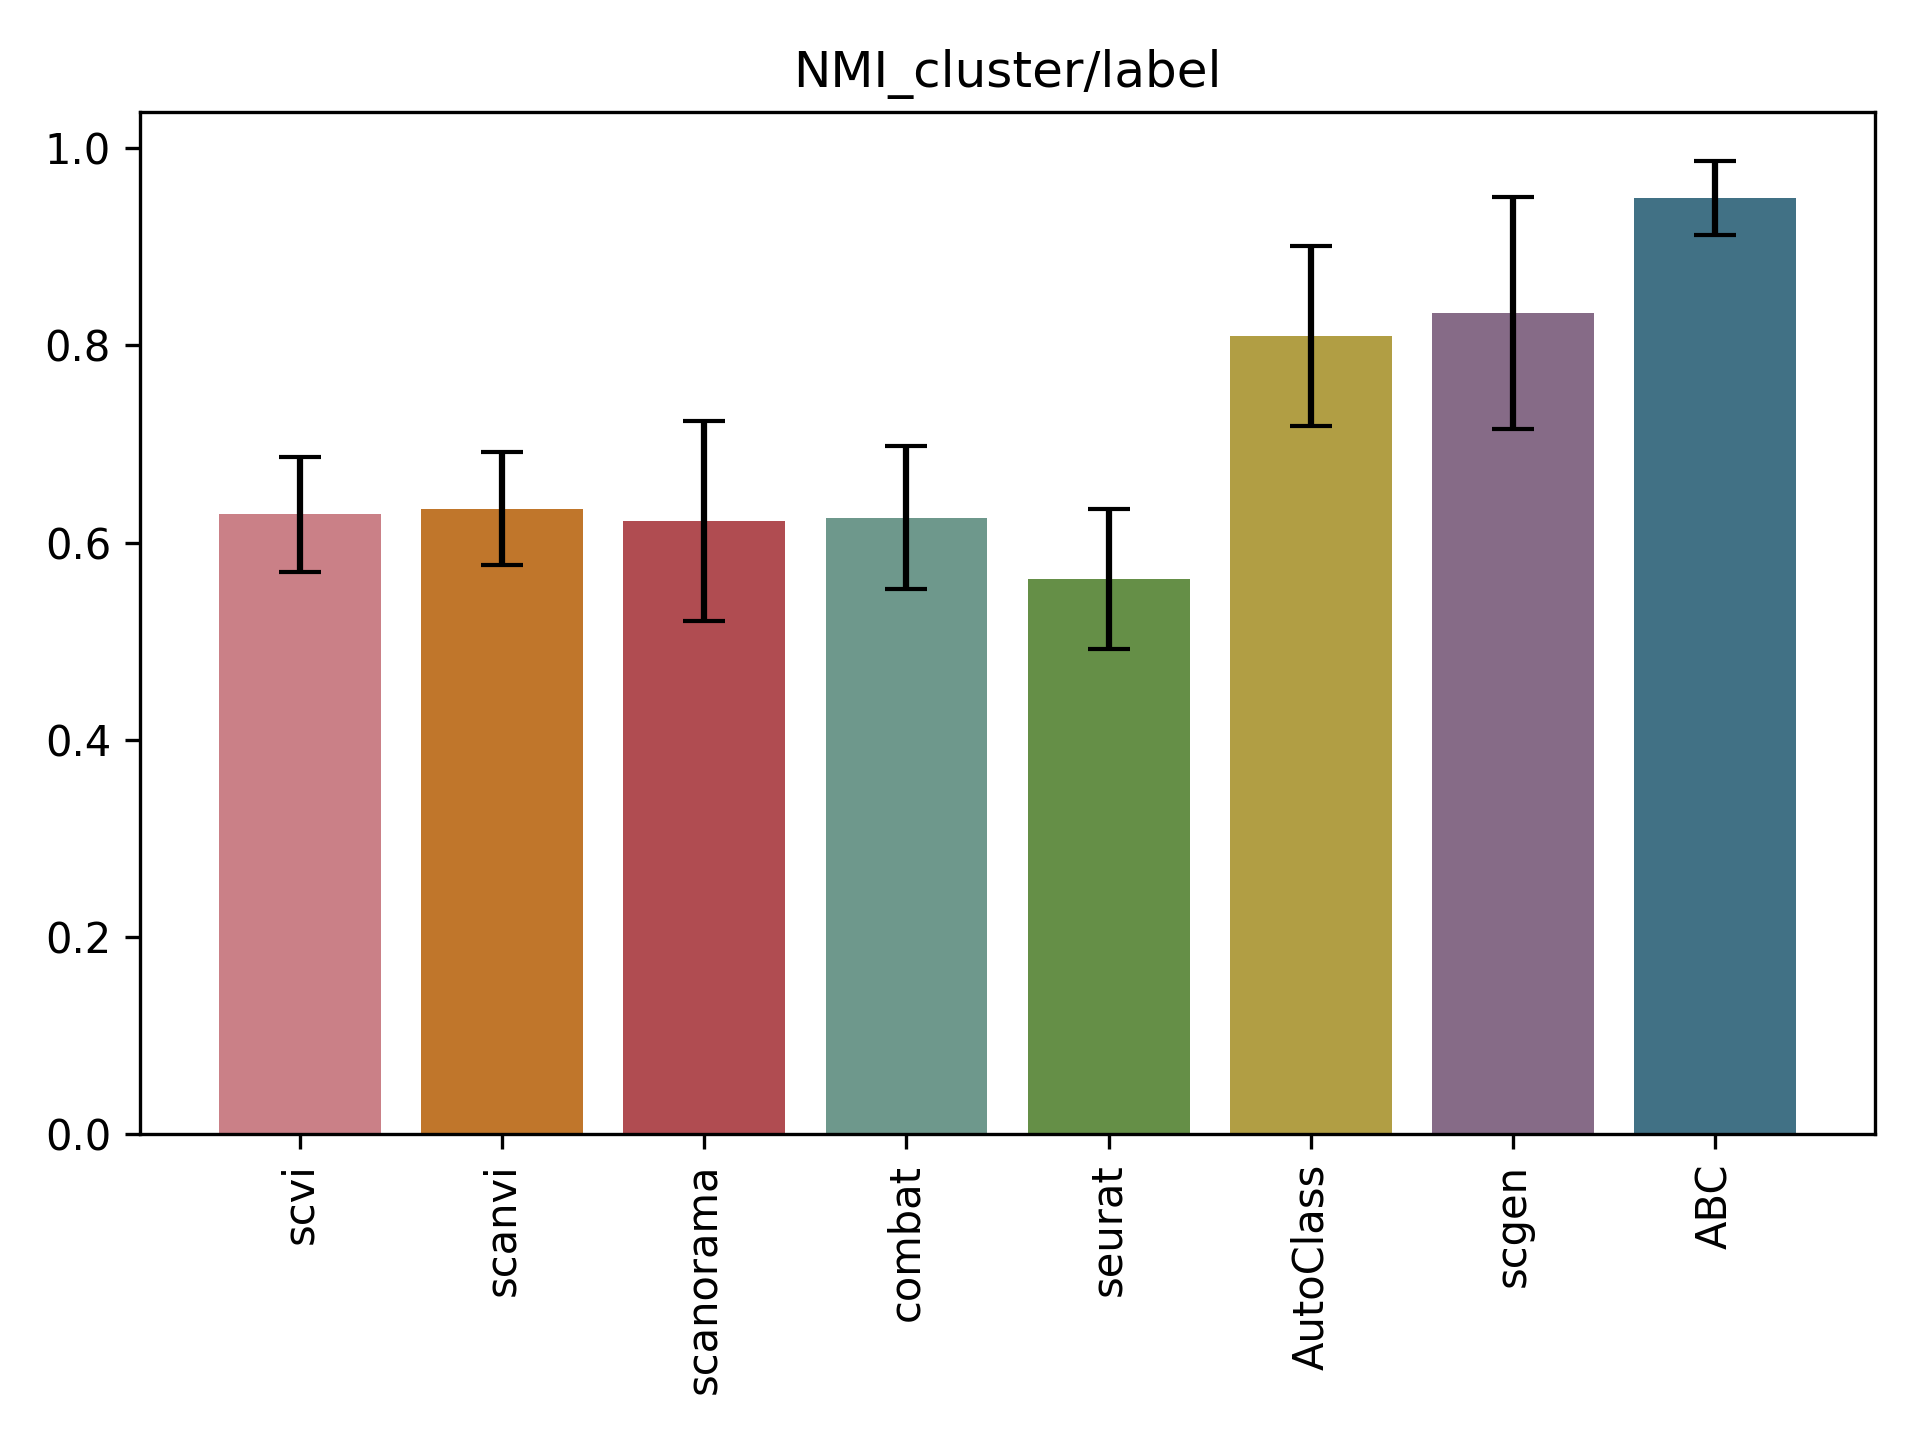 NMI_cluster/label
1.0
0.8
0.6
0.4
0.2
0.0
scvi
scanvi
scanorama
combat
seurat
AutoClass
scgen
ABC